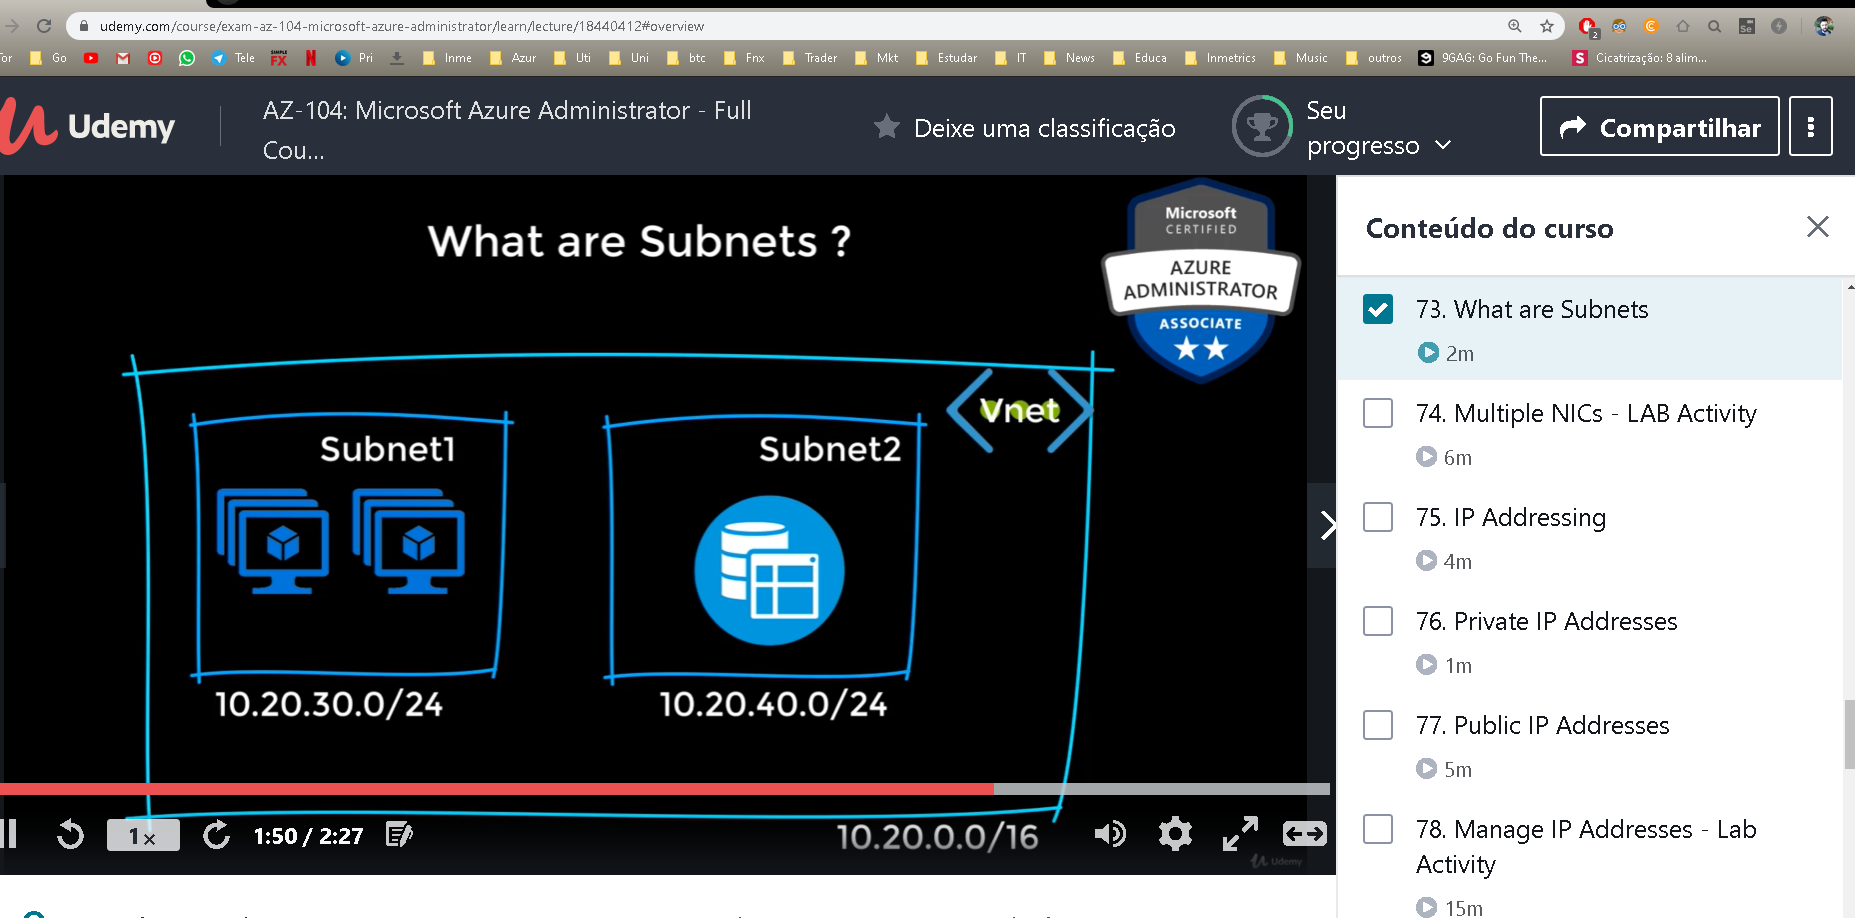 udemy.com/course/exam-az-104-microsoft-azure-administrator/learn/lecture/18440412#overview
2
Se
or
Go
Tele
SIMPLE FX
Pri
Inme
Azur
Uti
Uni
btc
Fnx
Trader
Mkt
Estudar
IT
News
Educa
Inmetrics
Music
outros
9GAG: Go Fun The...
S
Cicatrização: 8 alim...
Udemy
AZ-104: Microsoft Azure Administrator - Full
Cou...
Deixe uma classificação
Seu
progresso
Compartilhar
What are Subnets ?
Microsoft
CERTIFIED
AZURE
ADMINISTRATOR
ASSOCIATE
Vnet
Subnet1
Subnet2
10.20.30.0/24
10.20.40.0/24
10.20.0.0/16
1x
1:50 / 2:27
Udemy
Conteúdo do curso
73. What are Subnets
2m
74. Multiple NICs - LAB Activity
6m
75. IP Addressing
4m
76. Private IP Addresses
1m
77. Public IP Addresses
5m
78. Manage IP Addresses - Lab
Activity
15m